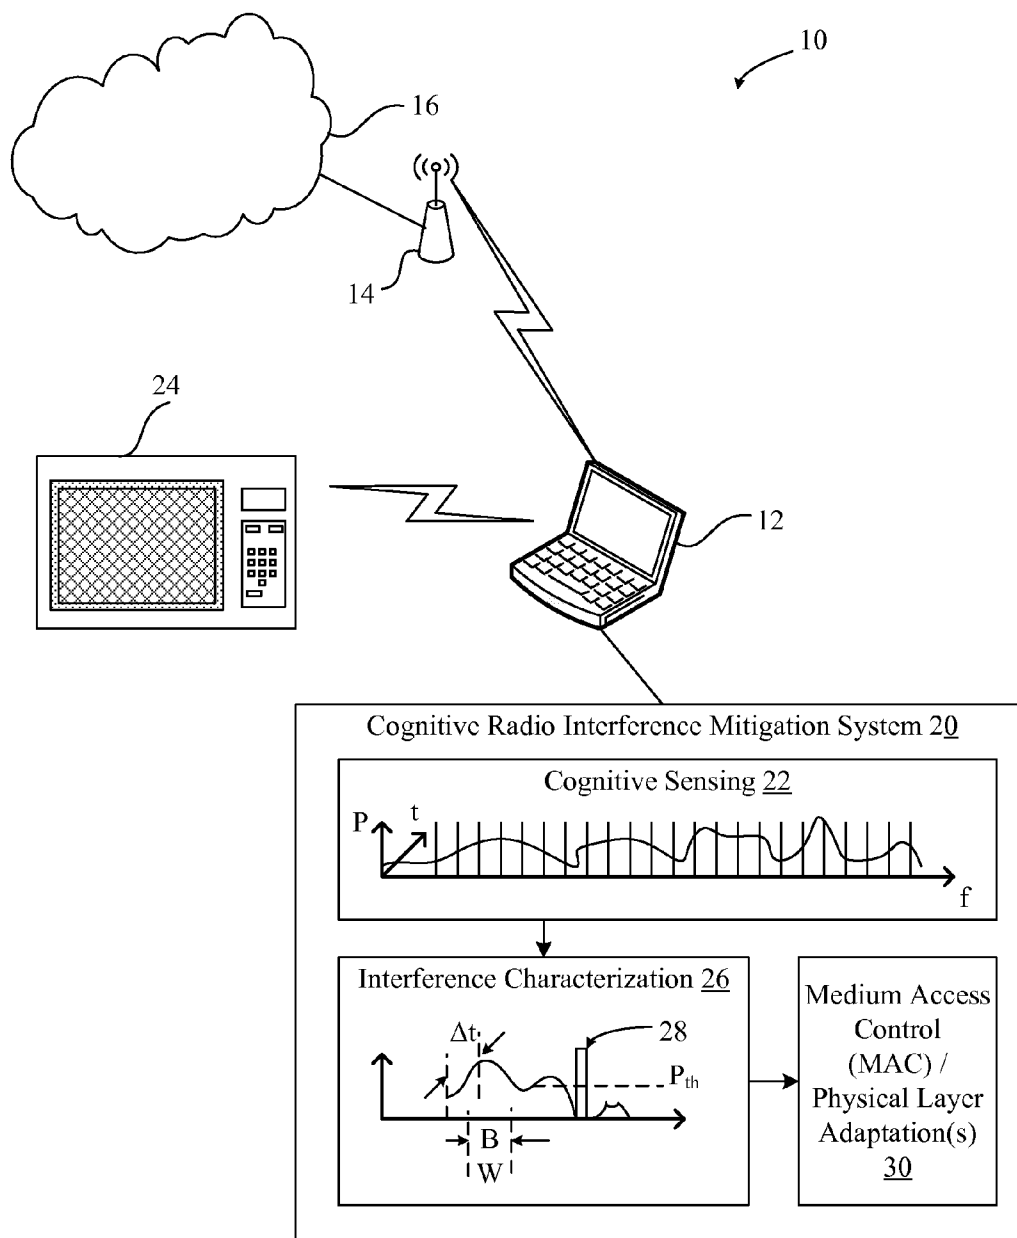 10
16
14
24
12
Cognitive Radio Interference Mitigation System 20
Cognitive Sensing 22
P
t
f
Interference Characterization 26
Δt
28
Pth
B
W
Medium Access
Control
(MAC) /
Physical Layer
Adaptation(s)
30